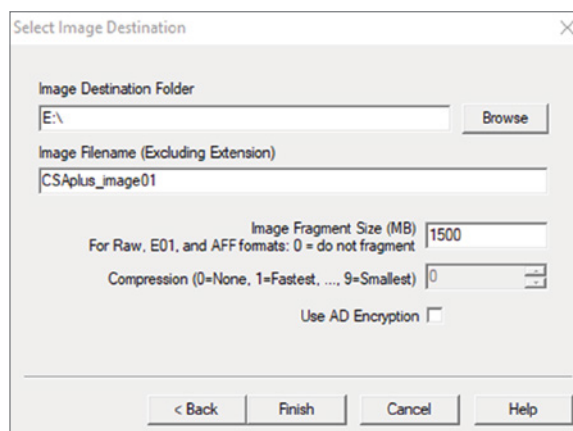 Select Image Destination
Image Destination Folder
E:\
Browse
Image Filename (Excluding Extension)
CSAplus_image01
Image Fragment Size (MB)
1500
For Raw, E01, and AFF formats: 0 = do not fragment
Compression (0=None, 1=Fastest, ..., 9=Smallest)
0
Use AD Encryption
< Back
Finish
Cancel
Help